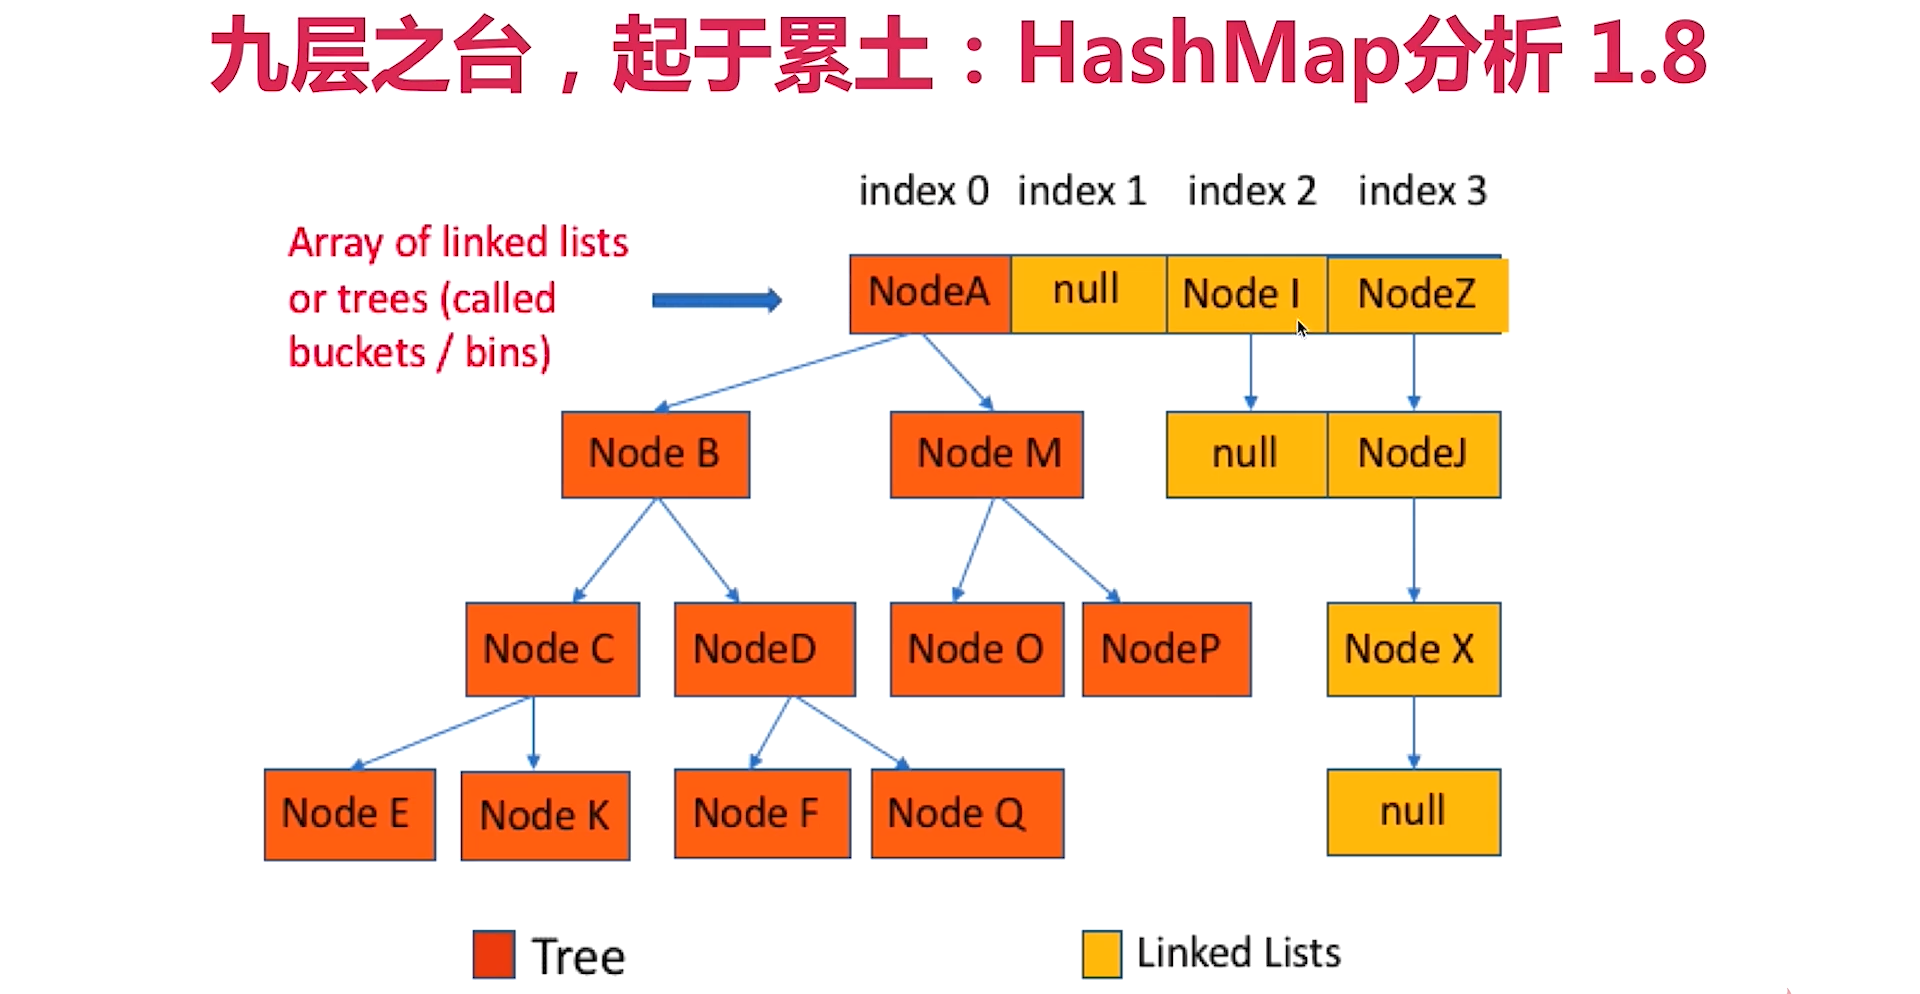 九层之台，起于累土：HashMap分析 1.8
index 0 index 1 index 2 index 3
Array of linked lists
or trees (called
buckets / bins)
NodeA null Node I NodeZ
Node B Node M null NodeJ
Node C NodeD Node O NodeP Node X
Node E Node K Node F Node Q null
Tree Linked Lists